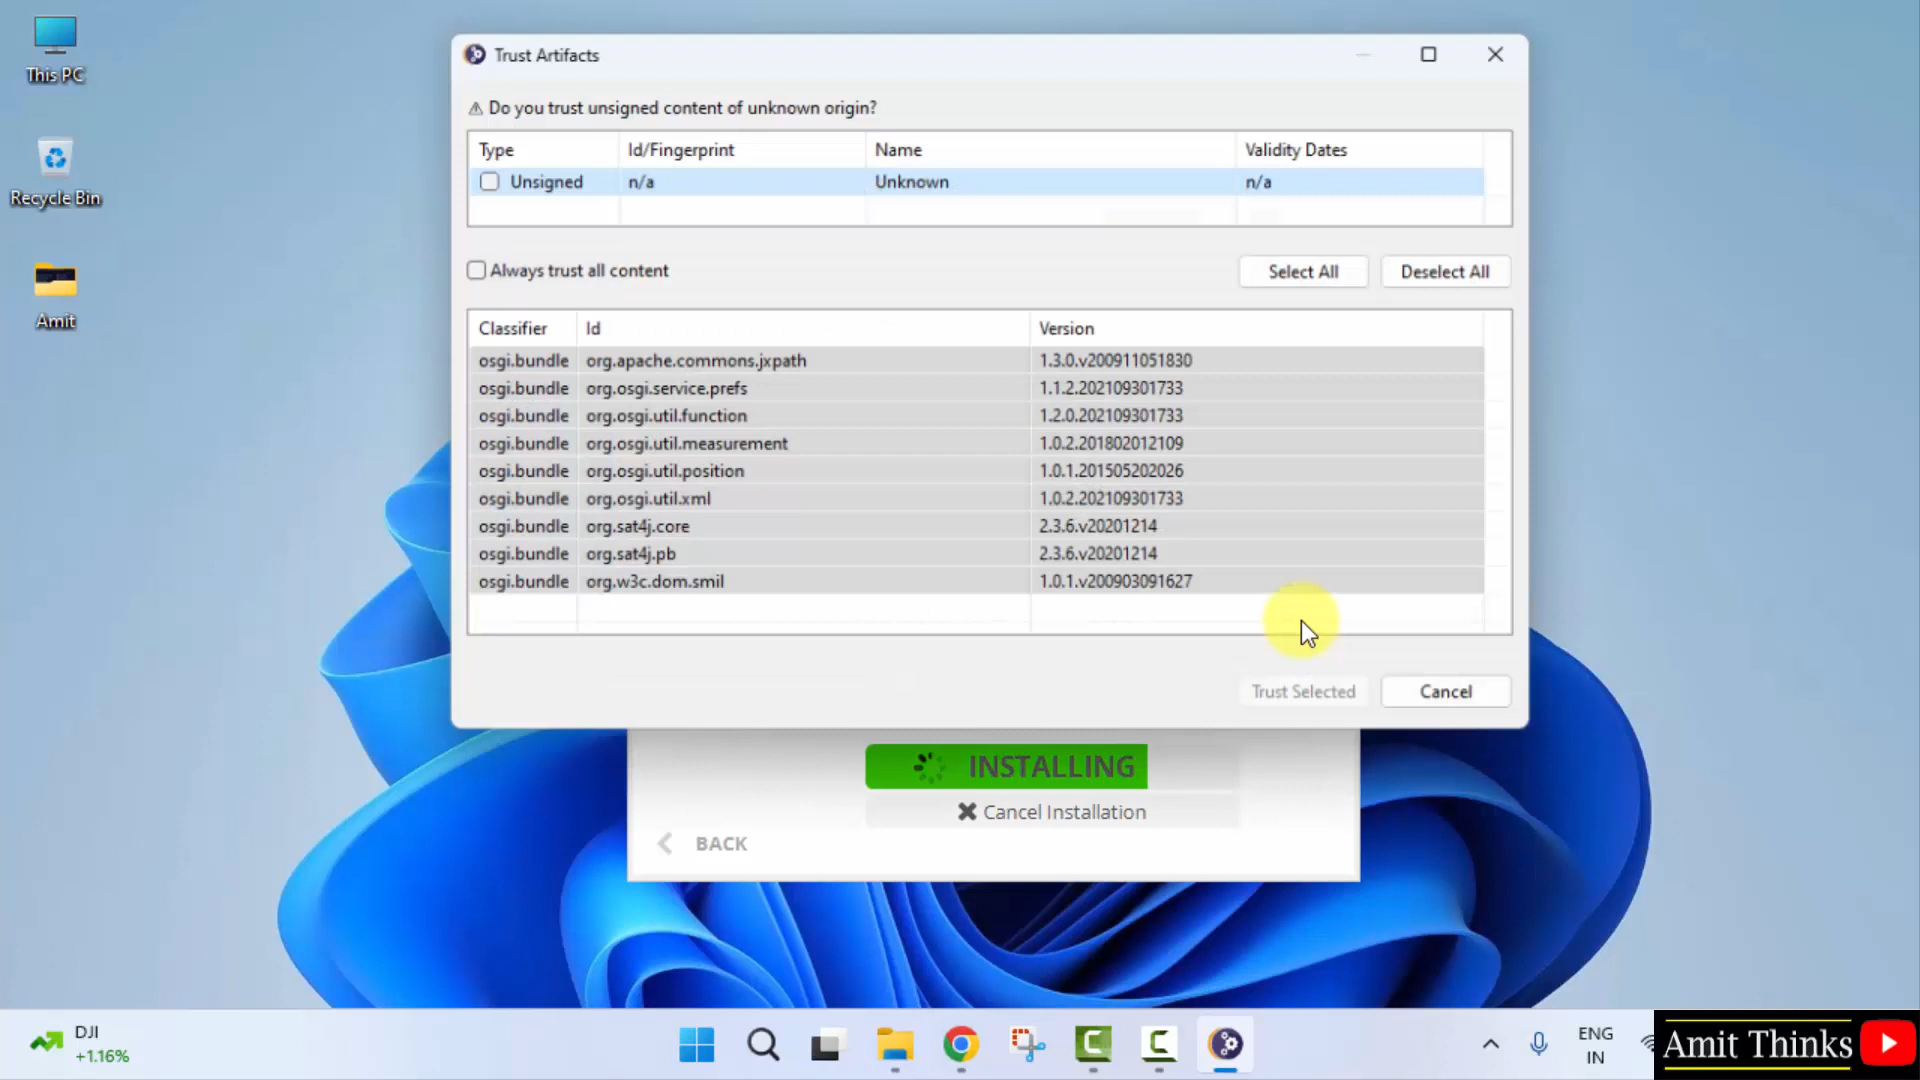 This PC
Recycle Bin
Amit
Trust Artifacts
Do you trust unsigned content of unknown origin?
Type Id/Fingerprint Name Validity Dates
Unsigned n/a Unknown n/a
Always trust all content
Select All Deselect All
Classifier Id Version
osgi.bundle org.apache.commons.jxpath 1.3.0.v200911051830
osgi.bundle org.osgi.service.prefs 1.1.2.202109301733
osgi.bundle org.osgi.util.function 1.2.0.202109301733
osgi.bundle org.osgi.util.measurement 1.0.2.201802012109
osgi.bundle org.osgi.util.position 1.0.1.201505202026
osgi.bundle org.osgi.util.xml 1.0.2.202109301733
osgi.bundle org.sat4j.core 2.3.6.v20201214
osgi.bundle org.sat4j.pb 2.3.6.v20201214
osgi.bundle org.w3c.dom.smil 1.0.1.v200903091627
Trust Selected Cancel
INSTALLING
Cancel Installation
BACK
DJI
+1.16%
ENG
IN
Amit Thinks